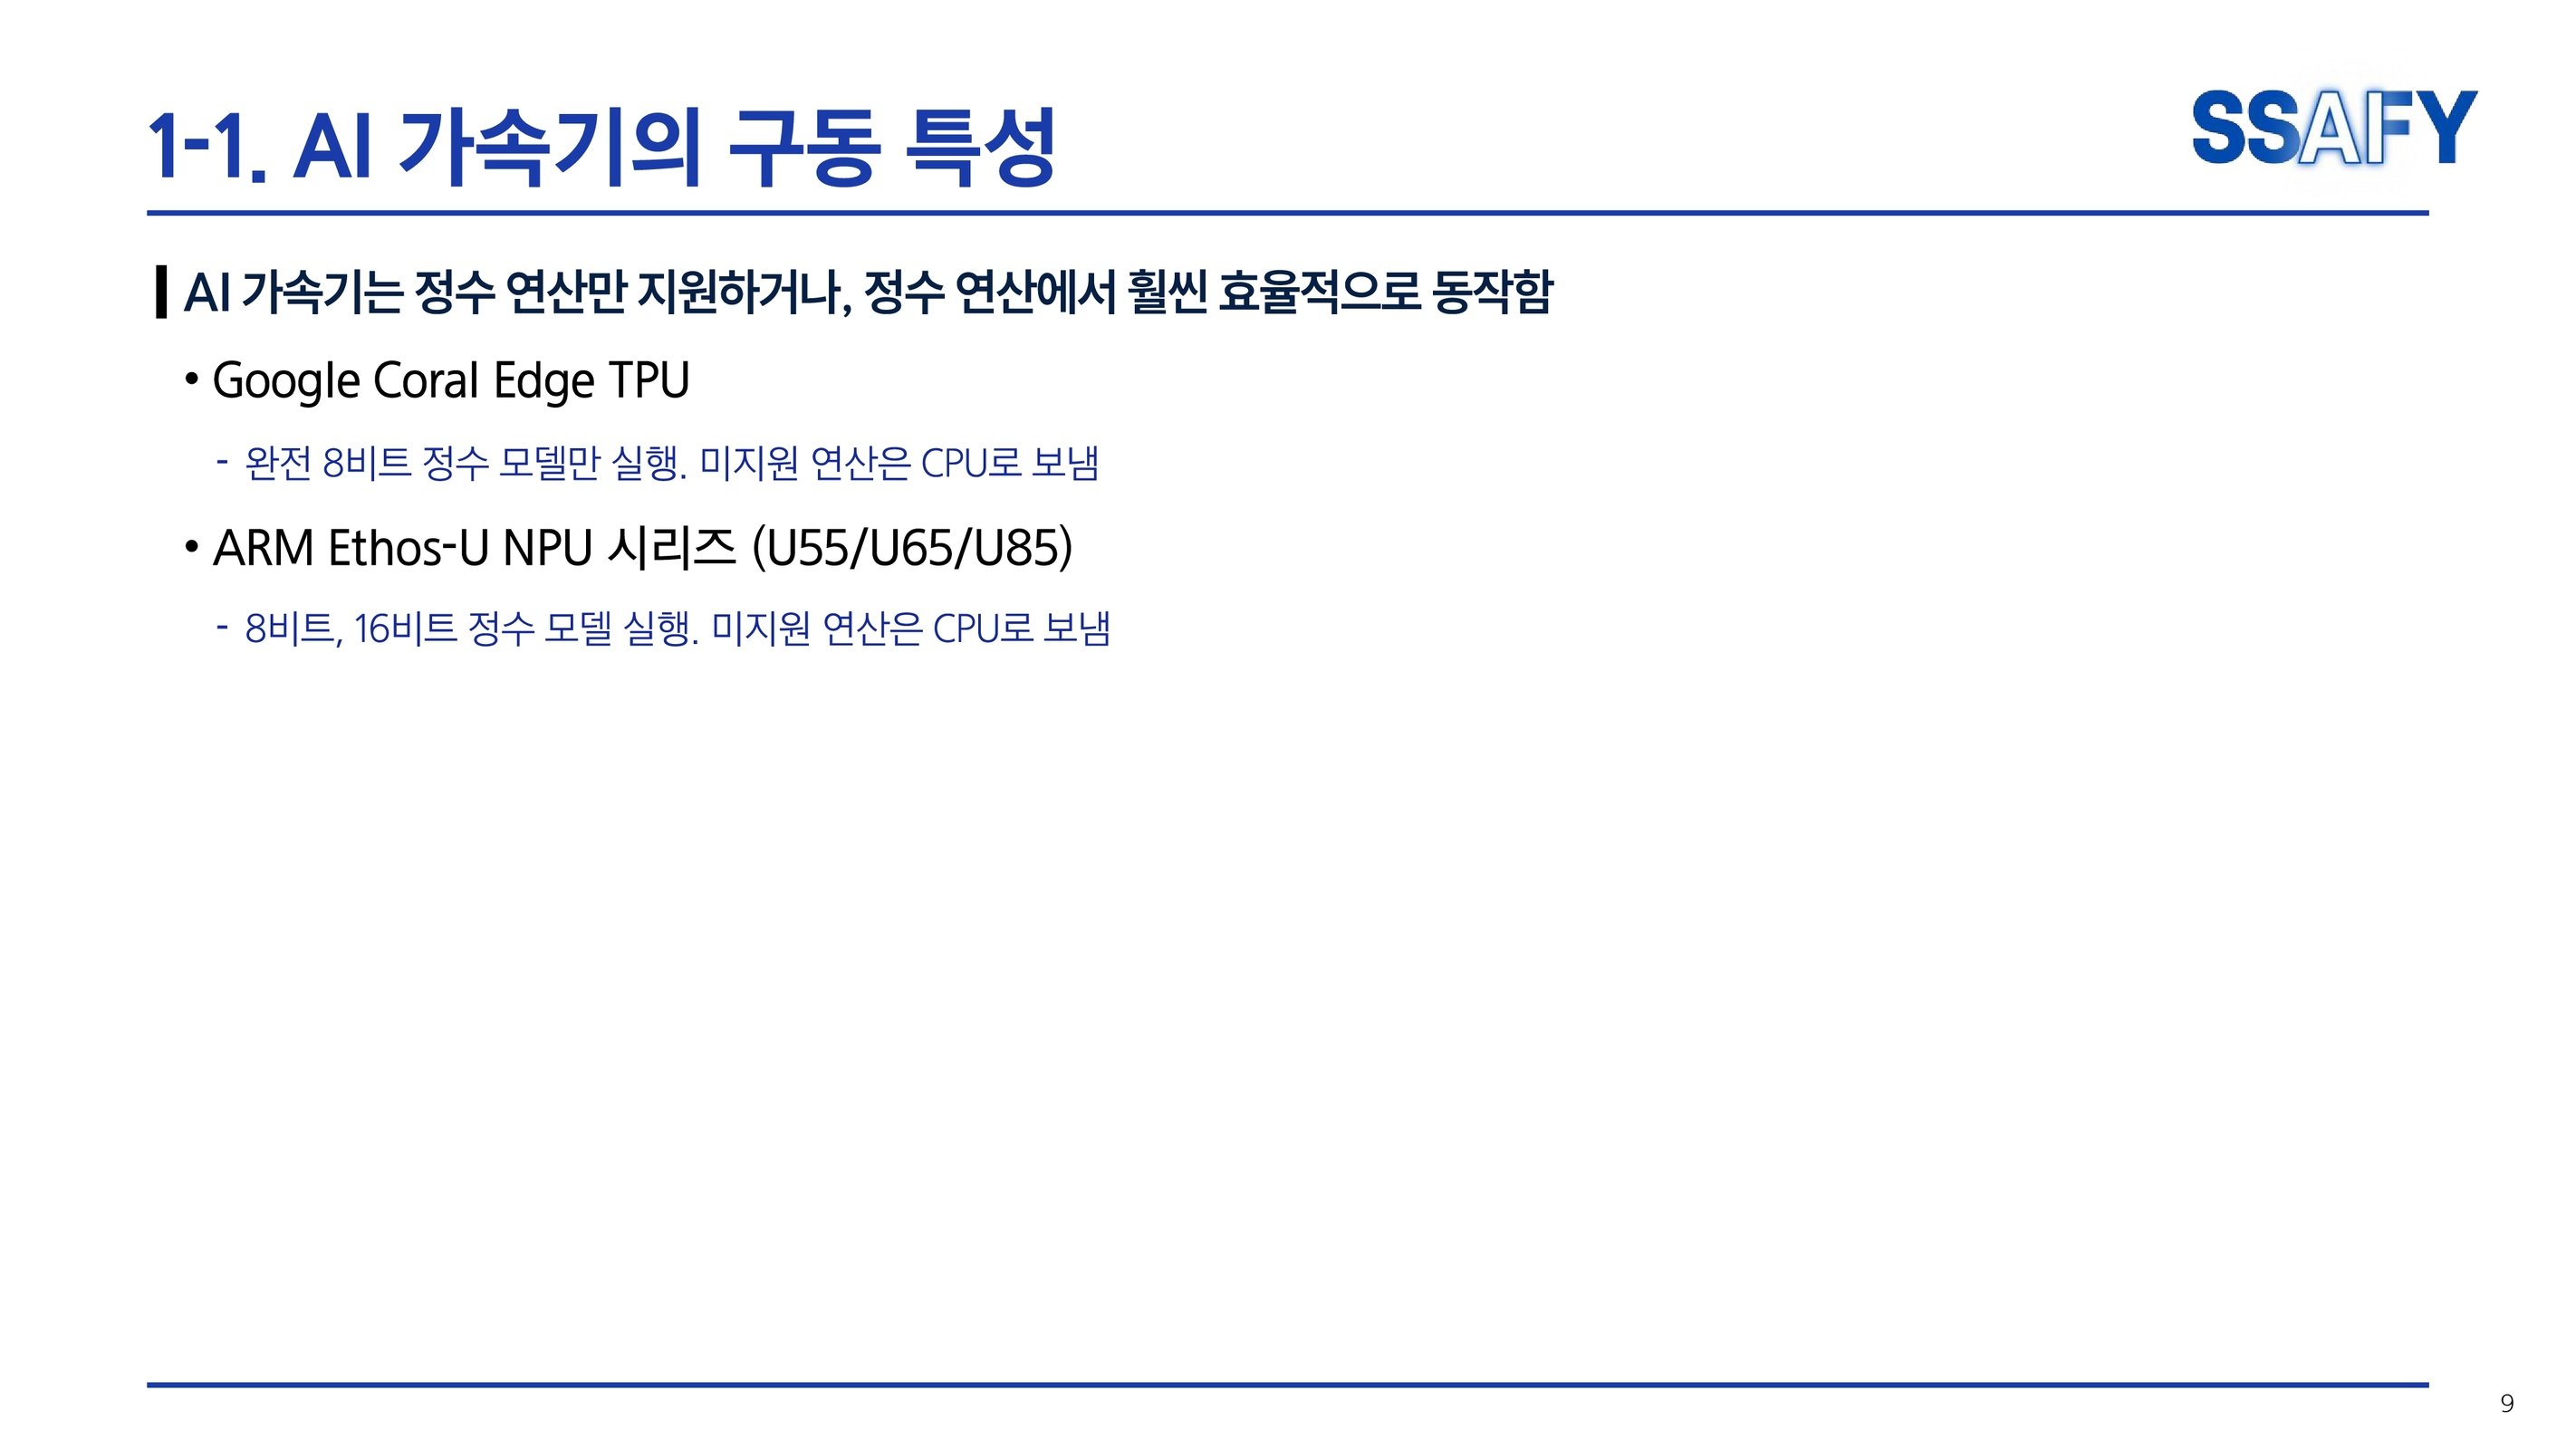 1-1. AI 가속기의 구동 특성
SSAFY
AI 가속기는 정수 연산만 지원하거나, 정수 연산에서 훨씬 효율적으로 동작함
• Google Coral Edge TPU
- 완전 8비트 정수 모델만 실행. 미지원 연산은 CPU로 보냄
• ARM Ethos-U NPU 시리즈 (U55/U65/U85)
- 8비트, 16비트 정수 모델 실행. 미지원 연산은 CPU로 보냄
9